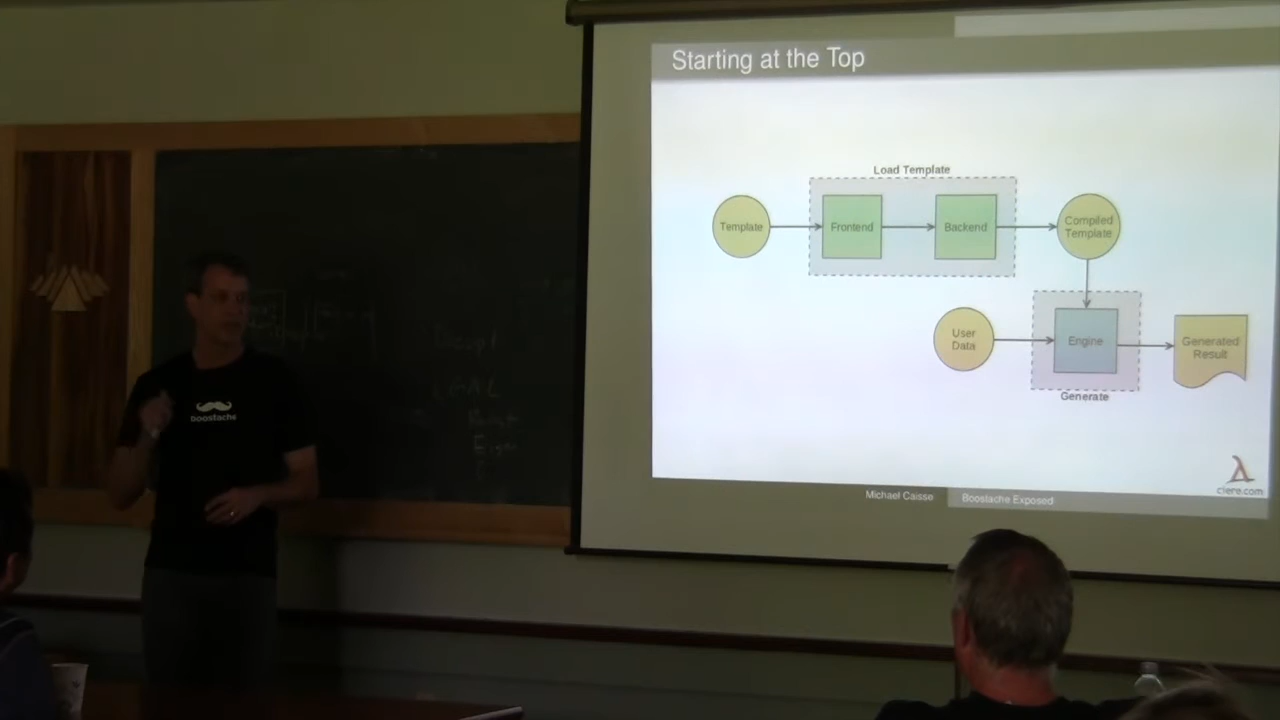 Starting at the Top
Load Template
Template
Frontend
Backend
Compiled
Template
User
Data
Engine
Generated
Result
Generate
ciere.com
Michael Caisse
Boostache Exposed
boostache